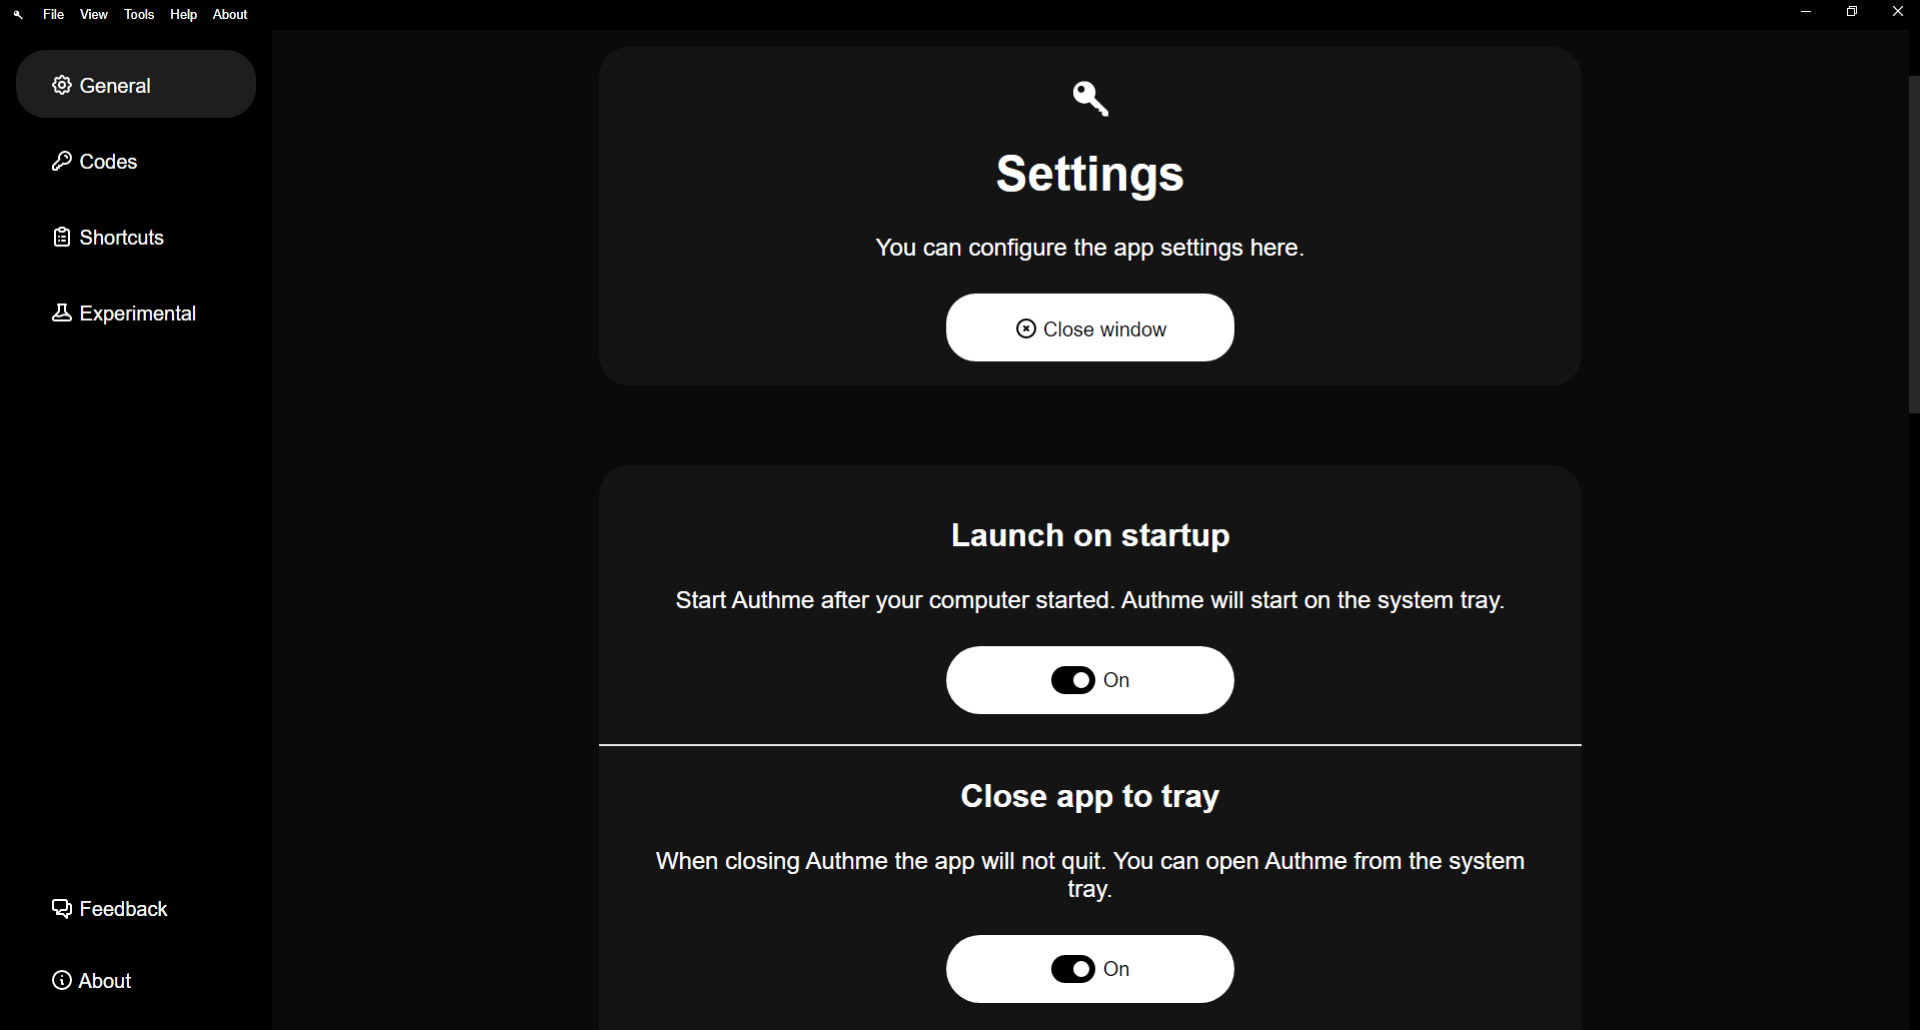 File View Tools Help About
General
Codes
Shortcuts
Experimental
Feedback
About
Settings
You can configure the app settings here.
Close window
Launch on startup
Start Authme after your computer started. Authme will start on the system tray.
On
Close app to tray
When closing Authme the app will not quit. You can open Authme from the system
tray.
On